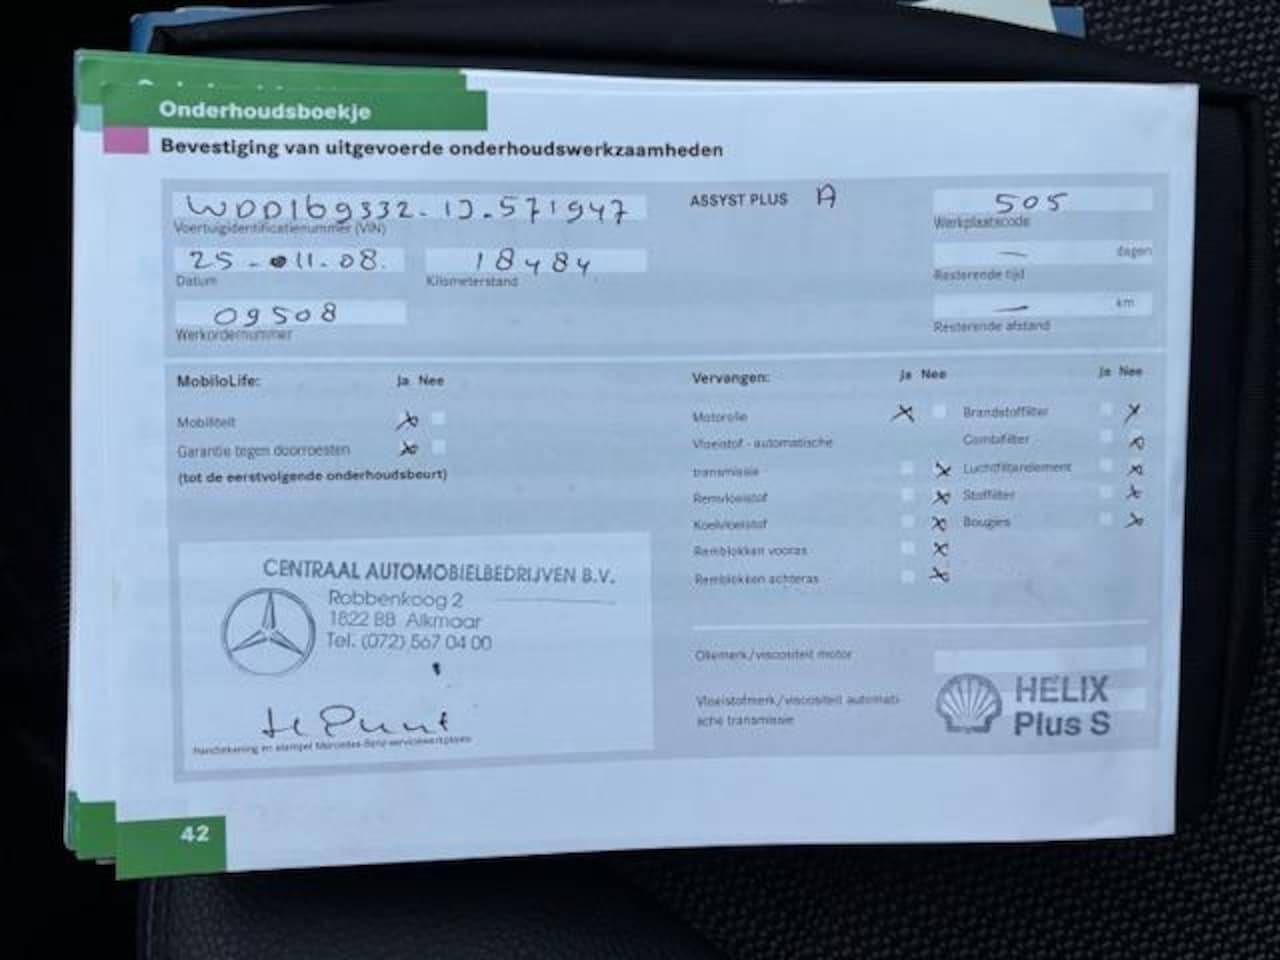 Onderhoudsboekje
Bevestiging van uitgevoerde onderhoudswerkzaamheden
WDD169332-1J.571947
Voertuigidentificatienummer (VIN)
ASSYST PLUS A
505
Werkplaatscode
25-011.08.
Datum
18484
Kilometerstand
— dagen
Resterende tijd
09508
Werkordernummer
— km
Resterende afstand
MobiloLife: Ja Nee
Mobiliteit
Garantie tegen doorroesten
(tot de eerstvolgende onderhoudsbeurt)
Vervangen: Ja Nee
Motorolie
Vloeistof - automatische
transmissie
Remvloeistof
Koelvloeistof
Remblokken vooras
Remblokken achteras
Ja Nee
Brandstoffilter
Combifilter
Luchtfilterelement
Stoffilter
Bougies
CENTRAAL AUTOMOBIELBEDRIJVEN B.V.
Robbenkoog 2
1822 BB Alkmaar
Tel. (072) 567 04 00
Handtekening en stempel Mercedes-Benz-servicewerkplaats
Oliemerk/viscositeit motor
Vloeistofmerk/viscositeit automati-
sche transmissie
HELIX
Plus S
42